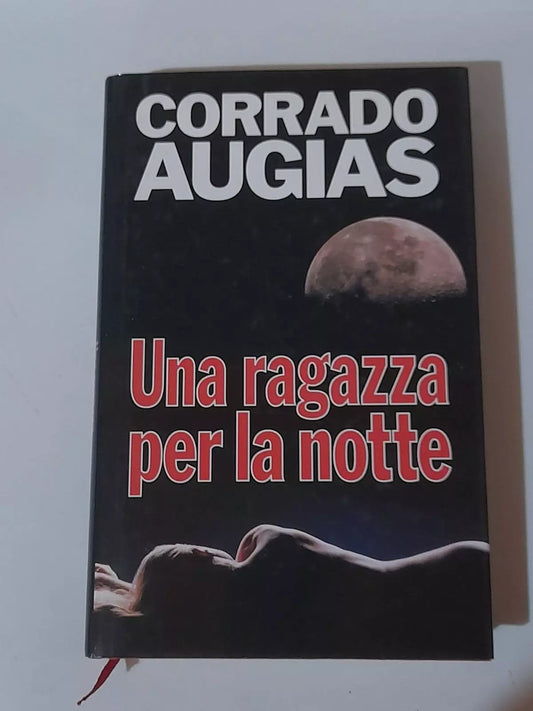 CORRADO
AUGIAS
Una ragazza
per la notte